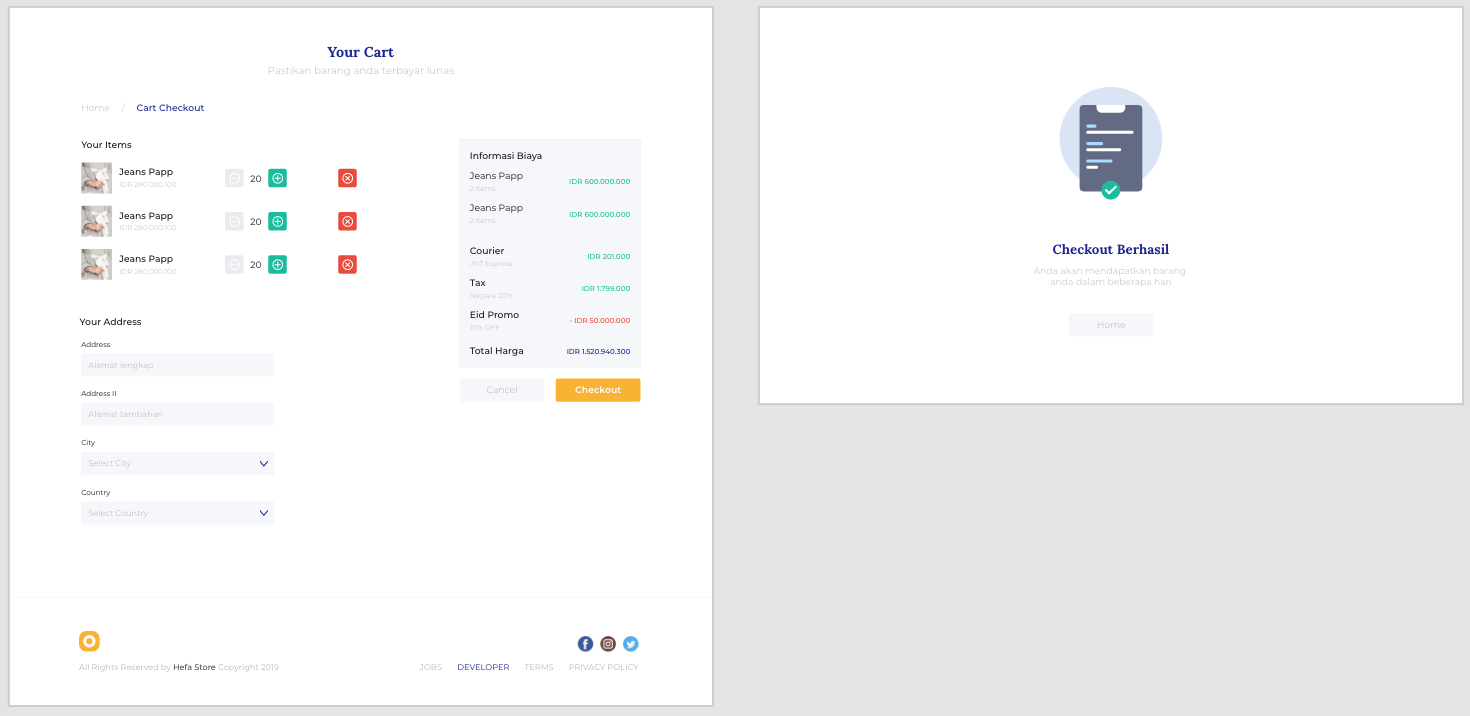 Your Cart
Pastikan barang anda terbayar lunas
Home / Cart Checkout
Your Items
Jeans Papp
IDR 280.000.100
20
Jeans Papp
IDR 280.000.100
20
Jeans Papp
IDR 280.000.100
20
Your Address
Address
Alamat lengkap
Address II
Alamat tambahan
City
Select City
Country
Select Country
Informasi Biaya
Jeans Papp
2 items
IDR 600.000.000
Jeans Papp
2 items
IDR 600.000.000
Courier
JNT Express
IDR 201.000
Tax
Negara 20%
IDR 1.799.000
Eid Promo
10% OFF
- IDR 50.000.000
Total Harga
IDR 1.520.940.300
Cancel
Checkout
All Rights Reserved by Hefa Store Copyright 2019
JOBS DEVELOPER TERMS PRIVACY POLICY
Checkout Berhasil
Anda akan mendapatkan barang
anda dalam beberapa hari
Home